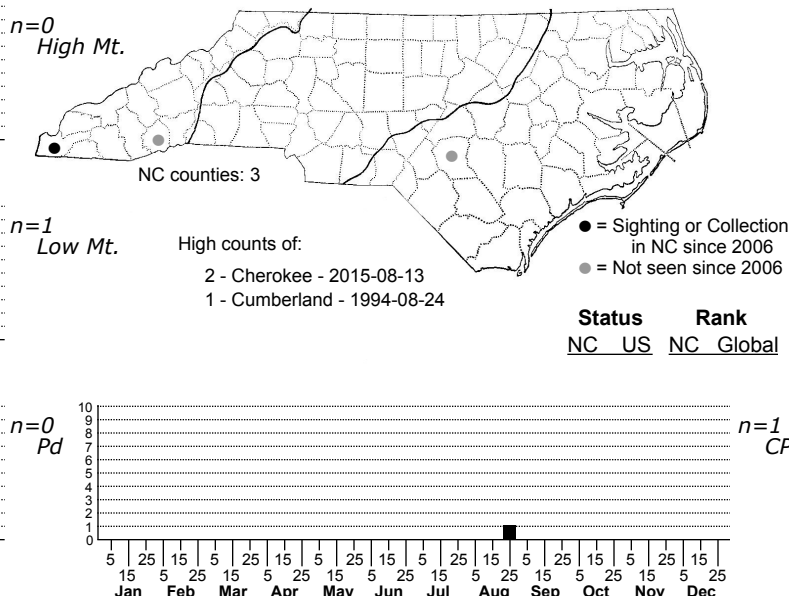 n=0
High Mt.
NC counties: 3
n=1
Low Mt.
High counts of:
2 - Cherokee - 2015-08-13
1 - Cumberland - 1994-08-24
● = Sighting or Collection
in NC since 2006
● = Not seen since 2006
Status Rank
NC US NC Global
n=0
Pd
10
9
8
7
6
5
4
3
2
1
0
n=1
CP
5 25 15 5 25 15 5 25 15 5 25 15 5 25 15 5 25 15
15 5 25 15 5 25 15 5 25 15 5 25 15 5 25 15 5 25
Jan Feb Mar Apr May Jun Jul Aug Sep Oct Nov Dec